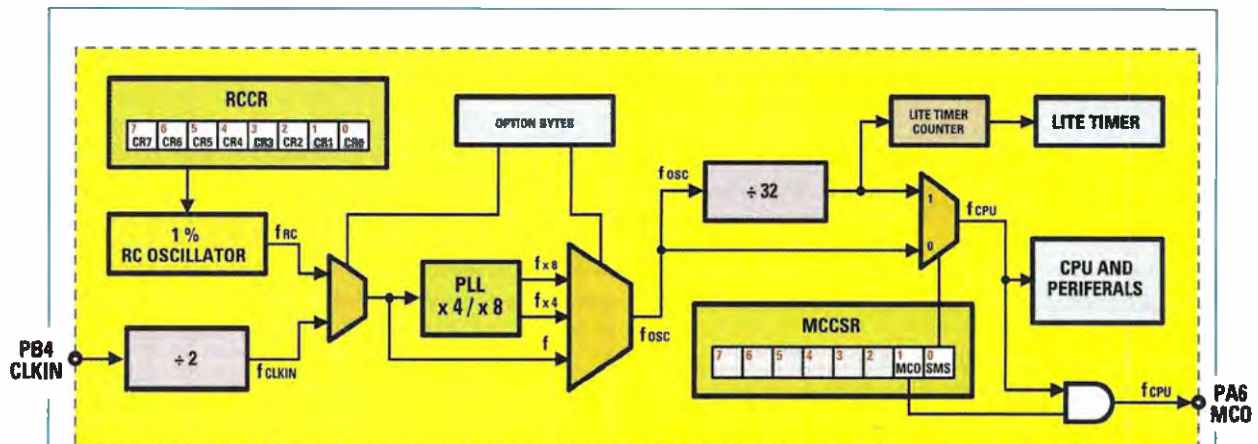 RCCR
7 6 5 4 3 2 1 0
CR7 CR6 CR5 CR4 CR3 CR2 CR1 CR0
OPTION BYTES
LITE TIMER
COUNTER
LITE TIMER
1 %
RC OSCILLATOR
fRC
fOSC
÷ 32
1
0
fCPU
PLL
x 4 / x 8
fx8
fx4
f
fOSC
CPU AND
PERIFERALS
PB4
CLKIN
÷ 2
fCLKIN
MCCSR
7 6 5 4 3 2 1 0
MCO SMS
fCPU
PA6
MCO